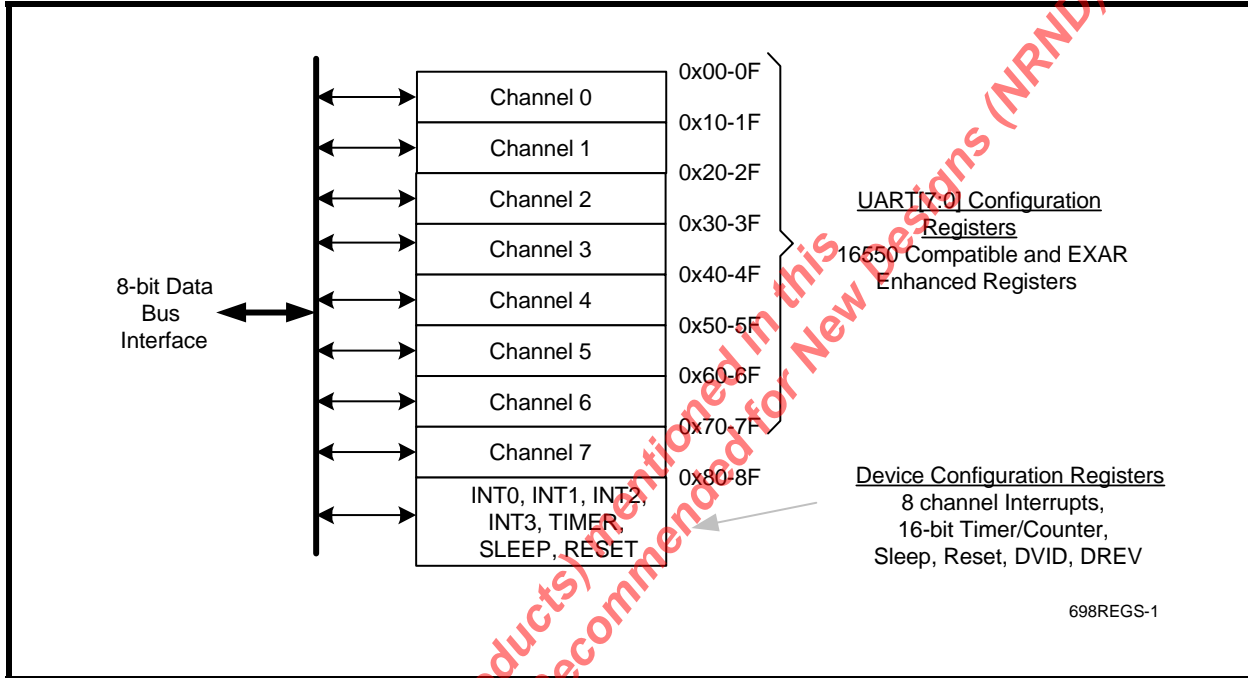 8-bit Data
Bus
Interface
Channel 0
Channel 1
Channel 2
Channel 3
Channel 4
Channel 5
Channel 6
Channel 7
INT0, INT1, INT2,
INT3, TIMER,
SLEEP, RESET
0x00-0F
0x10-1F
0x20-2F
0x30-3F
0x40-4F
0x50-5F
0x60-6F
0x70-7F
0x80-8F
UART[7:0] Configuration
Registers
16550 Compatible and EXAR
Enhanced Registers
Device Configuration Registers
8 channel Interrupts,
16-bit Timer/Counter,
Sleep, Reset, DVID, DREV
698REGS-1
mentioned in this
for New Designs (NRND)